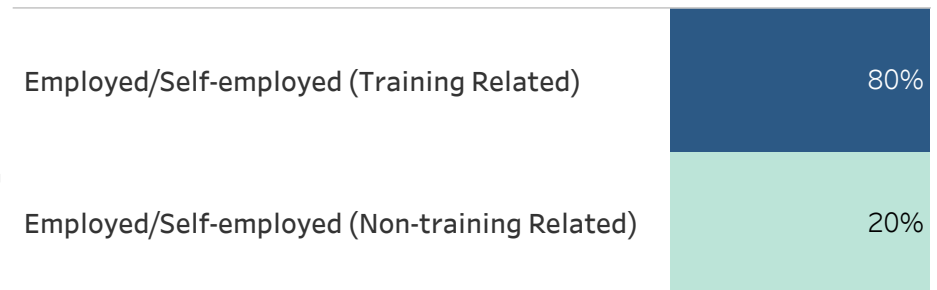 Employed/Self-employed (Training Related) 80%
Employed/Self-employed (Non-training Related) 20%